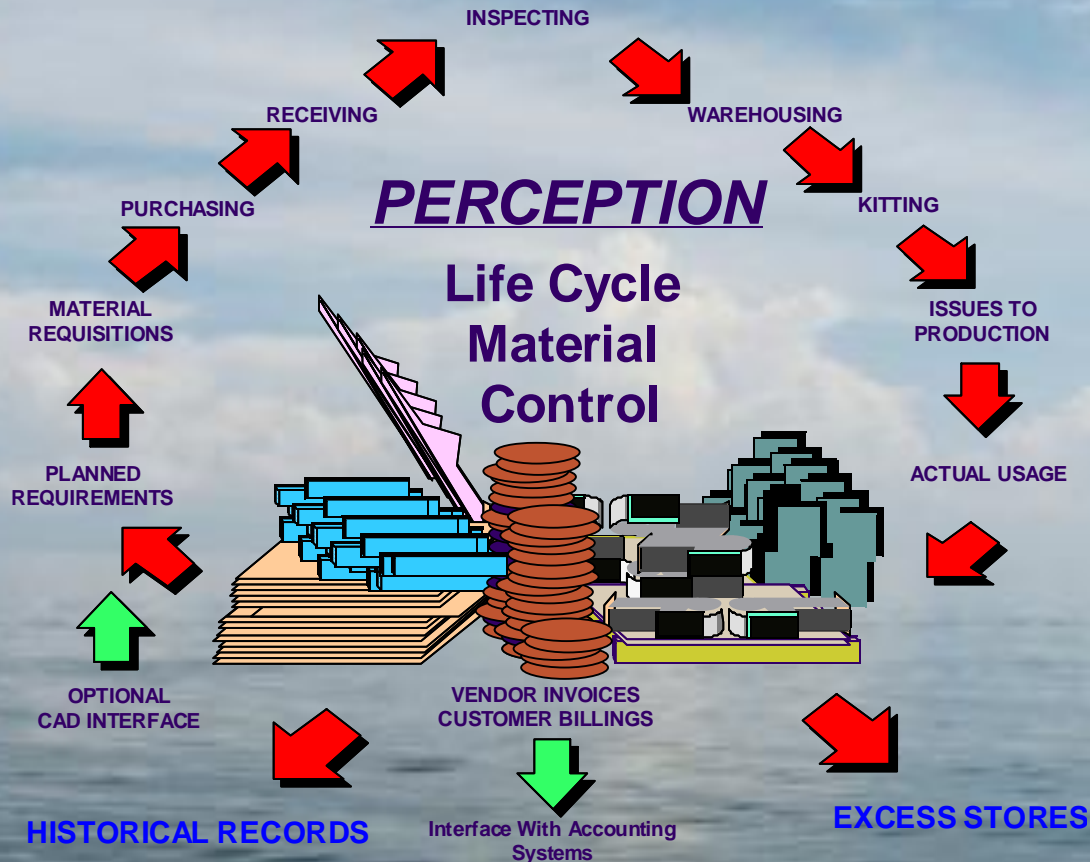 INSPECTING
RECEIVING
WAREHOUSING
PURCHASING
PERCEPTION
KITTING
Life Cycle
Material
Control
MATERIAL
REQUISITIONS
ISSUES TO
PRODUCTION
PLANNED
REQUIREMENTS
ACTUAL USAGE
OPTIONAL
CAD INTERFACE
VENDOR INVOICES
CUSTOMER BILLINGS
HISTORICAL RECORDS
Interface With Accounting
Systems
EXCESS STORES